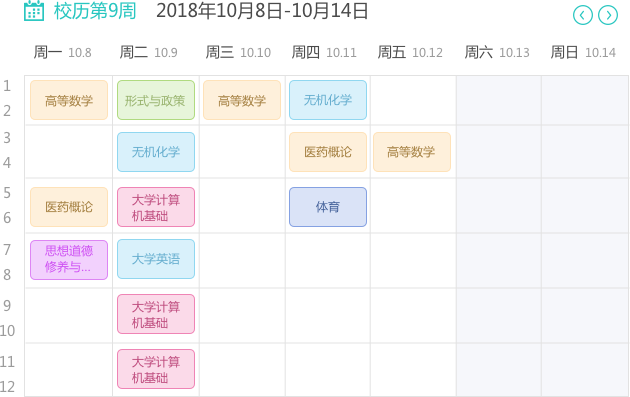 校历第9周 2018年10月8日-10月14日
周一 10.8 周二 10.9 周三 10.10 周四 10.11 周五 10.12 周六 10.13 周日 10.14
1
高等数学 形式与政策 高等数学 无机化学
2
3
无机化学 医药概论 高等数学
4
5
医药概论 大学计算 体育
机基础
6
7
思想道德 大学英语
修养与...
8
9
大学计算
机基础
10
11
大学计算
机基础
12